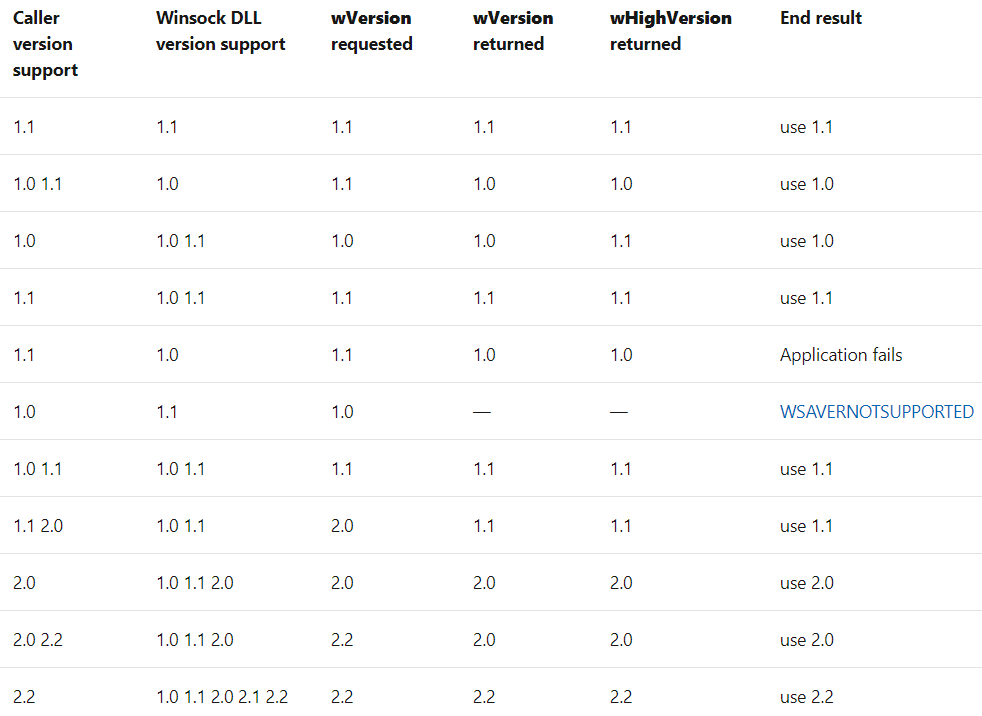 Caller version support Winsock DLL version support wVersion requested wVersion returned wHighVersion returned End result
1.1 1.1 1.1 1.1 1.1 use 1.1
1.0 1.1 1.0 1.1 1.0 1.0 use 1.0
1.0 1.0 1.1 1.0 1.0 1.1 use 1.0
1.1 1.0 1.1 1.1 1.1 1.1 use 1.1
1.1 1.0 1.1 1.0 1.0 Application fails
1.0 1.1 1.0 — — WSAVERNOTSUPPORTED
1.0 1.1 1.0 1.1 1.1 1.1 1.1 use 1.1
1.1 2.0 1.0 1.1 2.0 1.1 1.1 use 1.1
2.0 1.0 1.1 2.0 2.0 2.0 2.0 use 2.0
2.0 2.2 1.0 1.1 2.0 2.2 2.0 2.0 use 2.0
2.2 1.0 1.1 2.0 2.1 2.2 2.2 2.2 2.2 use 2.2